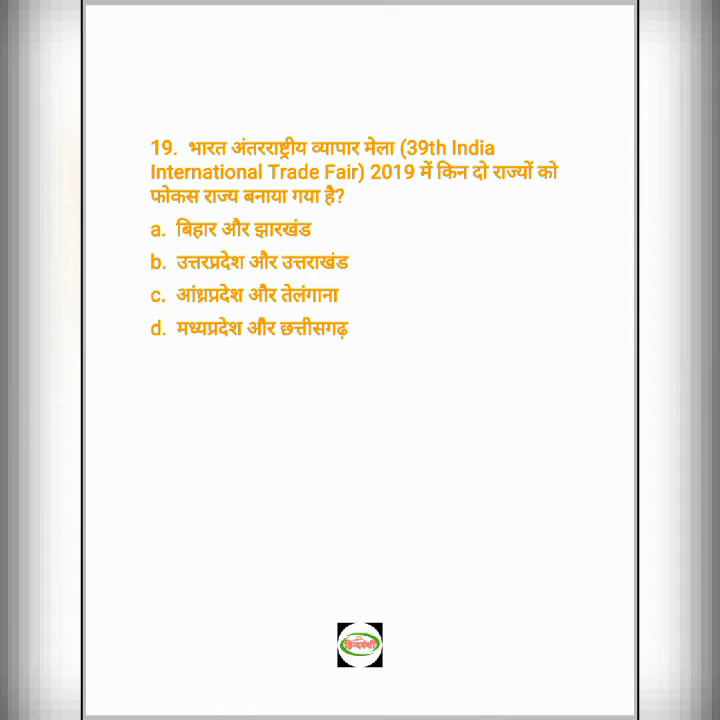 19. भारत अंतरराष्ट्रीय व्यापार मेला (39th India
International Trade Fair) 2019 में किन दो राज्यों को
फोकस राज्य बनाया गया है?
a. बिहार और झारखंड
b. उत्तरप्रदेश और उत्तराखंड
c. आंध्रप्रदेश और तेलंगाना
d. मध्यप्रदेश और छत्तीसगढ़